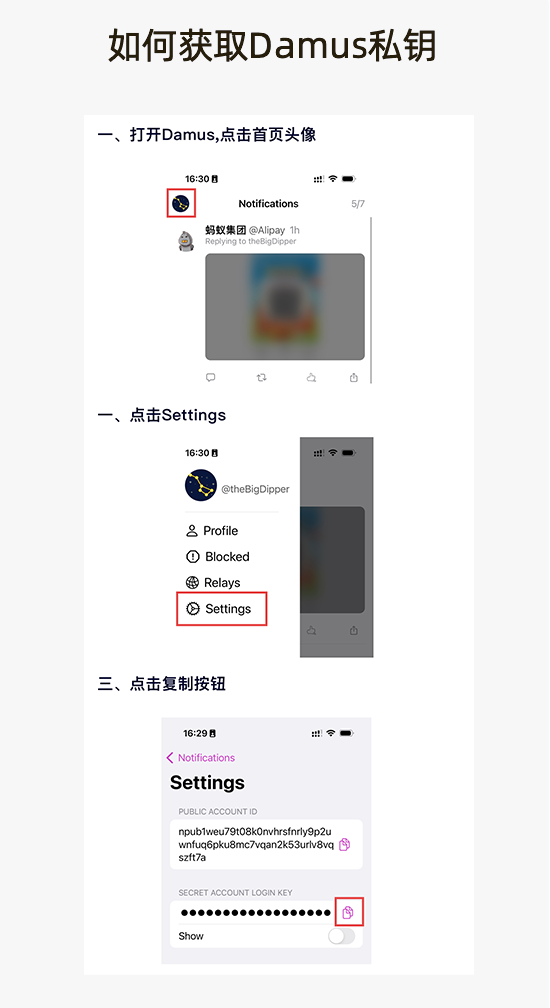 如何获取Damus私钥
一、打开Damus,点击首页头像
16:30
Notifications
5/7
蚂蚁集团 @Alipay 1h
Replying to theBigDipper
一、点击Settings
16:30
@theBigDipper
Profile
Blocked
Relays
Settings
三、点击复制按钮
16:29
Notifications
Settings
PUBLIC ACCOUNT ID
npub1weu79t08k0nvhrsfnrly9p2u
wnfuq6pku8mc7vqan2k53urlv8vq
szft7a
SECRET ACCOUNT LOGIN KEY
Show